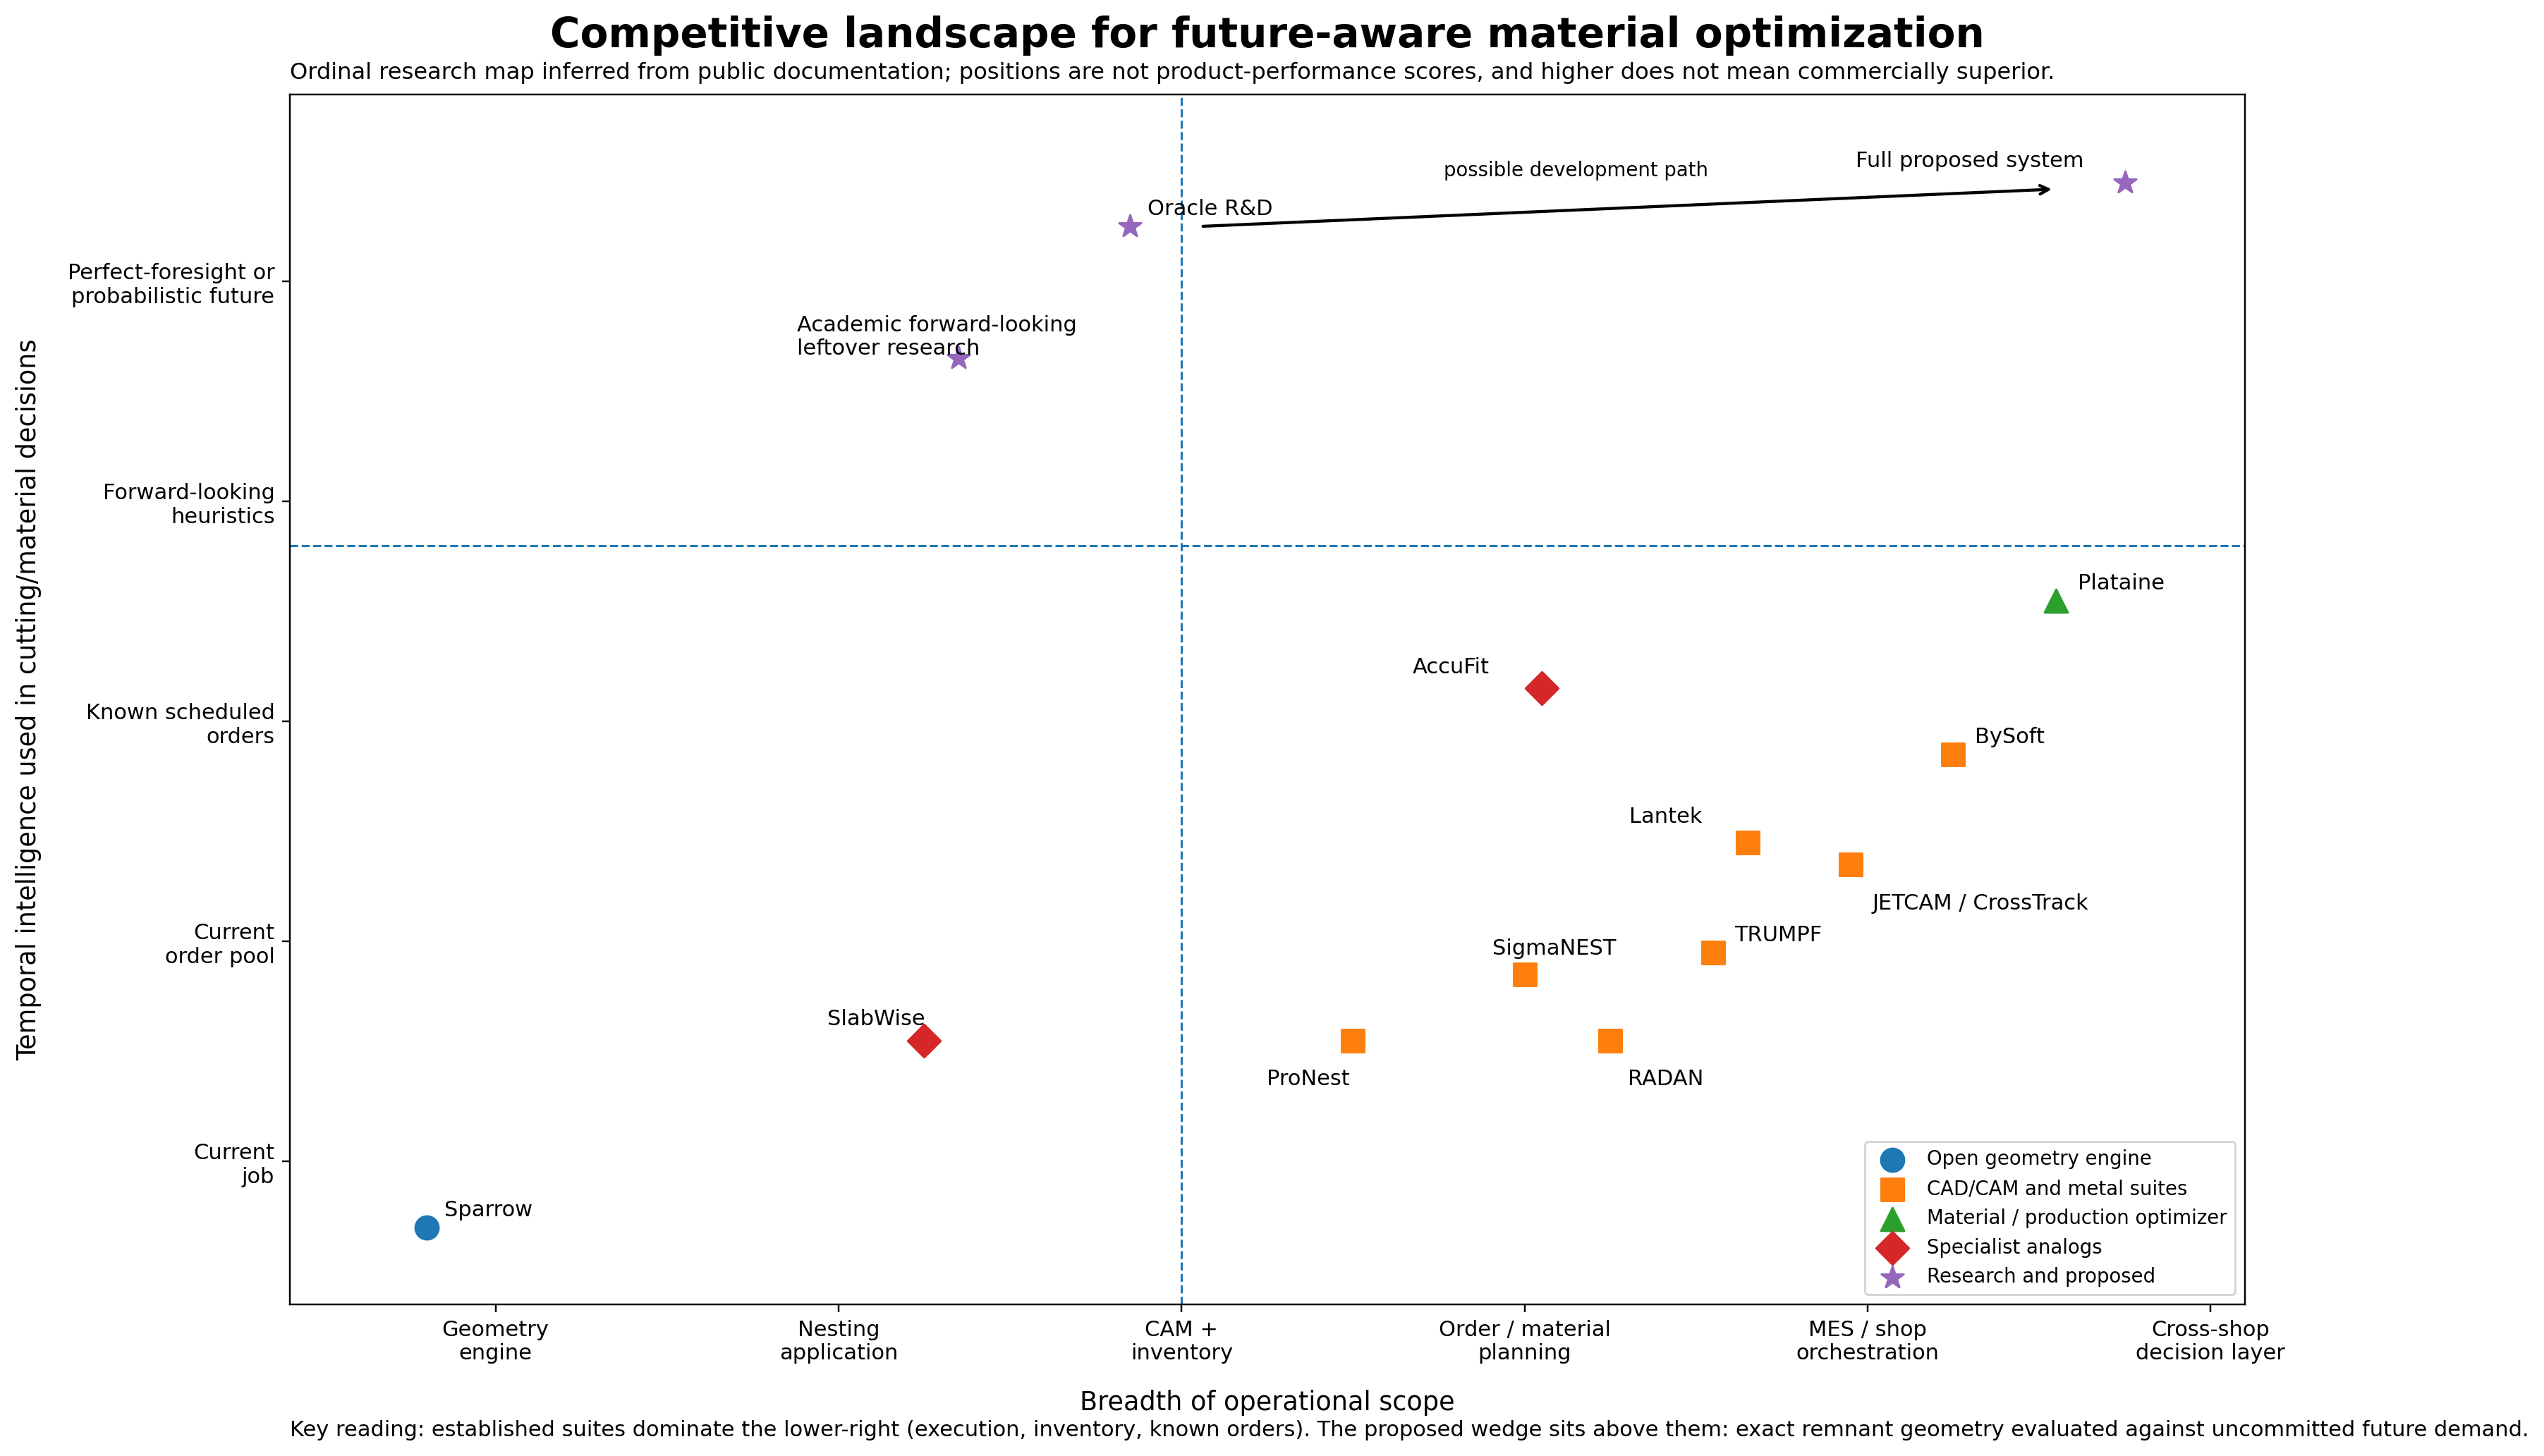 Competitive landscape for future-aware material optimization
Ordinal research map inferred from public documentation; positions are not product-performance scores, and higher does not mean commercially superior.
Temporal intelligence used in cutting/material decisions
Perfect-foresight or
probabilistic future
Forward-looking
heuristics
Known scheduled
orders
Current
order pool
Current
job
possible development path
Full proposed system
Oracle R&D
Academic forward-looking
leftover research
Plataine
AccuFit
BySoft
Lantek
JETCAM / CrossTrack
TRUMPF
SigmaNEST
SlabWise
ProNest
RADAN
Sparrow
Open geometry engine
CAD/CAM and metal suites
Material / production optimizer
Specialist analogs
Research and proposed
Geometry
engine
Nesting
application
CAM +
inventory
Order / material
planning
MES / shop
orchestration
Cross-shop
decision layer
Breadth of operational scope
Key reading: established suites dominate the lower-right (execution, inventory, known orders). The proposed wedge sits above them: exact remnant geometry evaluated against uncommitted future demand.